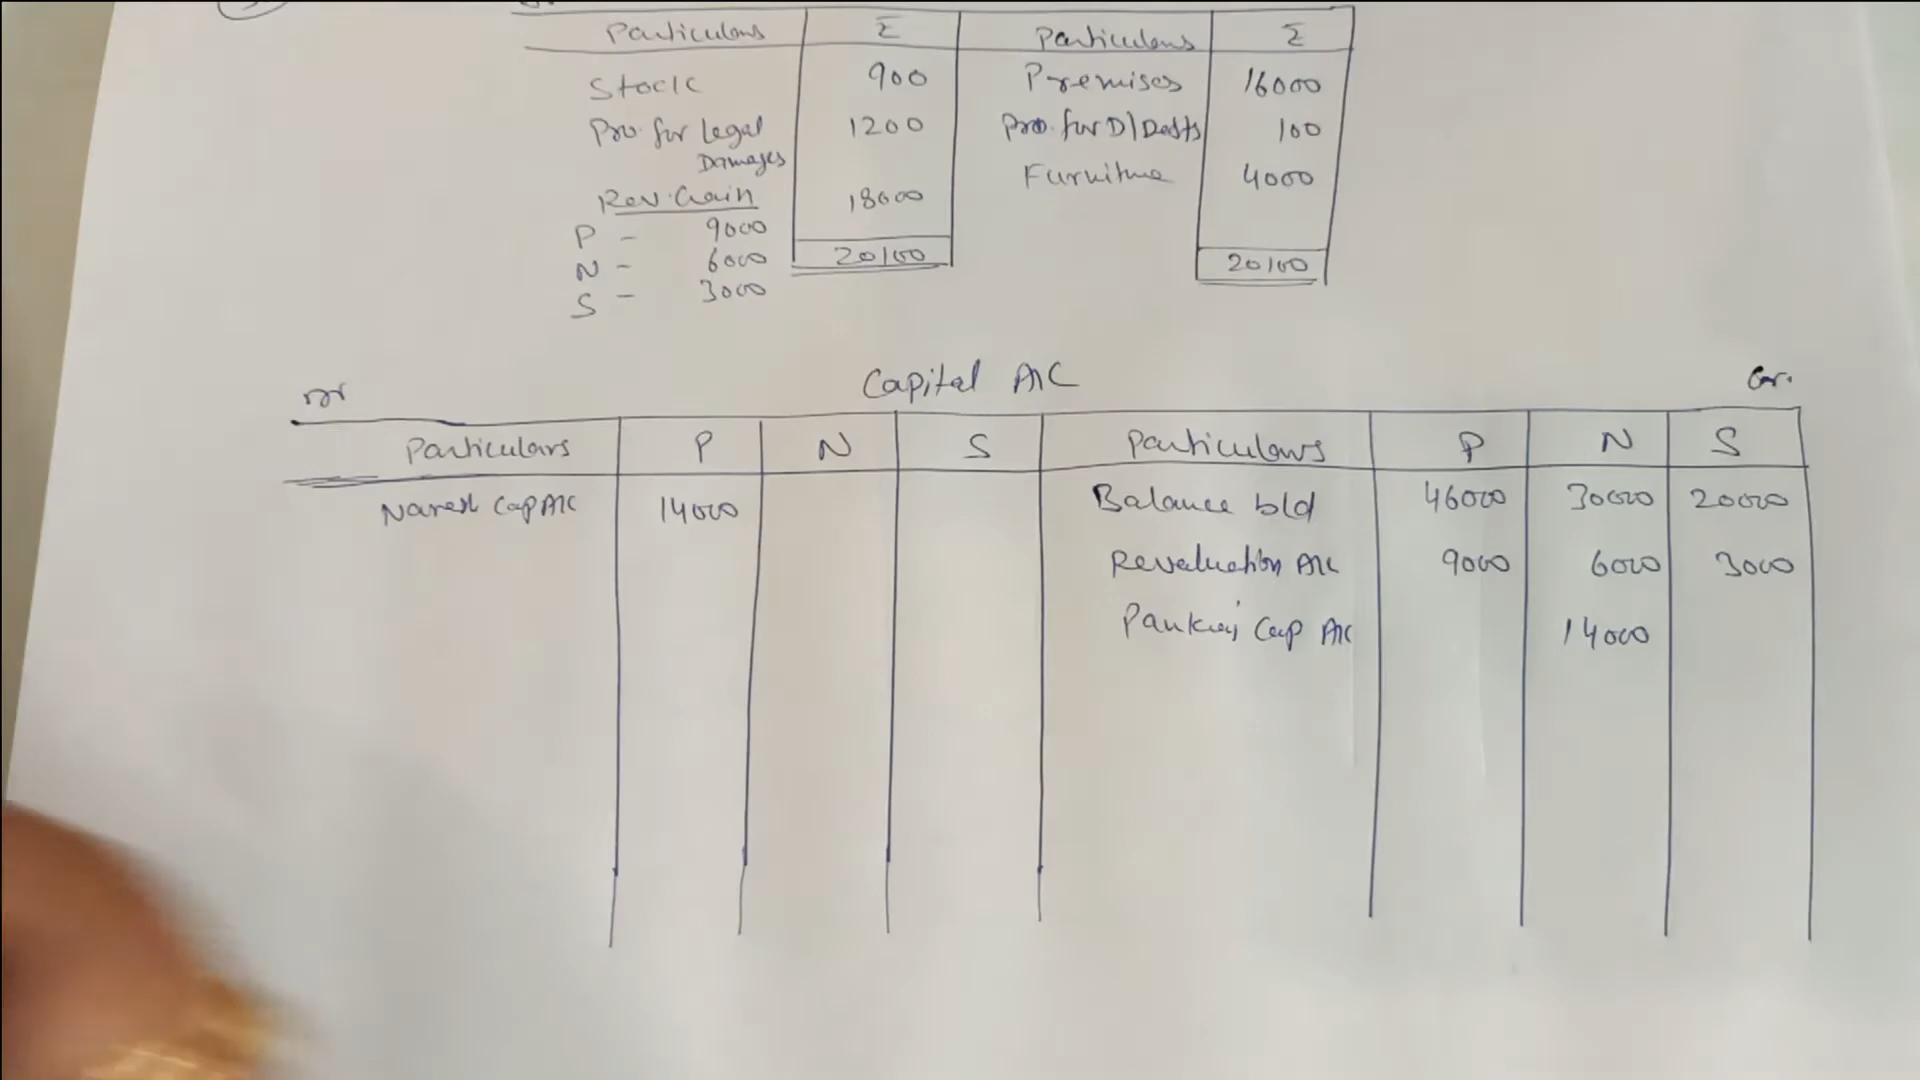 Particulars ₹ Particulars ₹
Stock 900 Premises 16000
Pro. for Legal 1200 Pro. for D/Debts 100
Damages
Furniture 4000
Rev. Gain 18000
P - 9000
N - 6000 20100 20100
S - 3000
Capital A/C
Dr Cr.
Particulars P N S Particulars P N S
Naresh Cap A/C 14000 Balance b/d 46000 30000 20000
Revaluation A/c 9000 6000 3000
Pankaj Cap A/c 14000